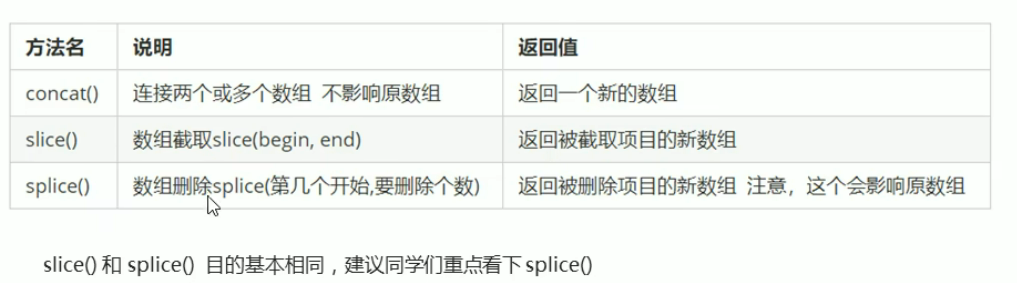 方法名 说明 返回值
concat() 连接两个或多个数组 不影响原数组 返回一个新的数组
slice() 数组截取slice(begin, end) 返回被截取项目的新数组
splice() 数组删除splice(第几个开始,要删除个数) 返回被删除项目的新数组 注意，这个会影响原数组
slice() 和 splice() 目的基本相同，建议同学们重点看下 splice()